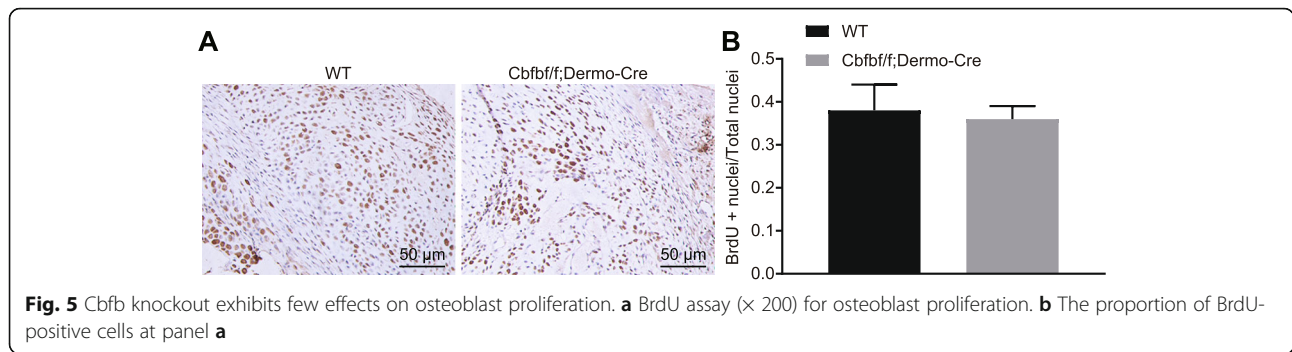 A
WT
Cbfbf/f;Dermo-Cre
50 µm
50 µm
B
WT
Cbfbf/f;Dermo-Cre
BrdU + nuclei/Total nuclei
0.5
0.4
0.3
0.2
0.1
0.0
Fig. 5 Cbfb knockout exhibits few effects on osteoblast proliferation. a BrdU assay (× 200) for osteoblast proliferation. b The proportion of BrdU-
positive cells at panel a